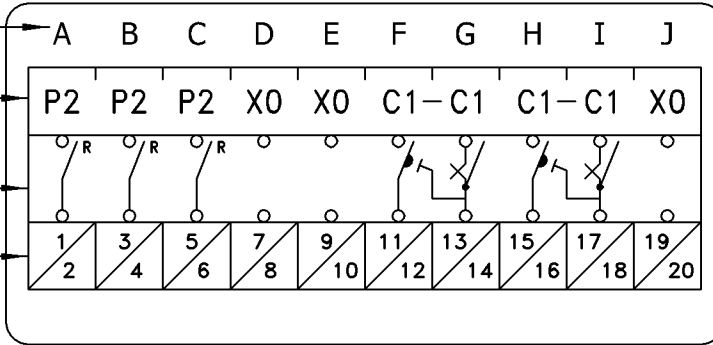 A B C D E F G H I J
P2 P2 P2 X0 X0 C1-C1 C1-C1 X0
R R R
1 3 5 7 9 11 13 15 17 19
2 4 6 8 10 12 14 16 18 20